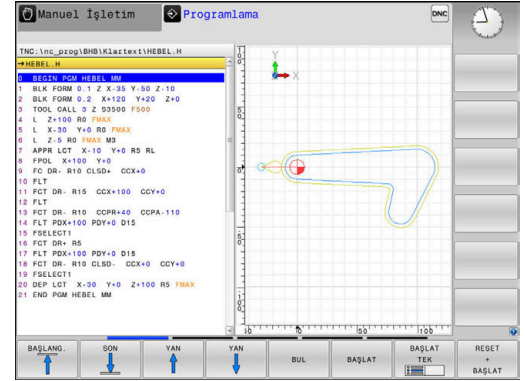 Manuel İşletim
Programlama
DNC
TNC:\nc_prog\BHB\Klartext\HEBEL.H
→HEBEL.H
0 BEGIN PGM HEBEL MM
1 BLK FORM 0.1 Z X-35 Y-50 Z-10
2 BLK FORM 0.2 X+120 Y+20 Z+0
3 TOOL CALL 3 Z S3500 F500
4 L Z+100 R0 FMAX
5 L X-30 Y+0 R0 FMAX
6 L Z-5 R0 FMAX M3
7 APPR LCT X-10 Y+0 R5 RL
8 FPOL X+100 Y+0
9 FC DR- R10 CLSD+ CCX+0
10 FLT
11 FCT DR- R15 CCX+100 CCY+0
12 FLT
13 FCT DR- R10 CCPR+40 CCPA-110
14 FLT PDX+100 PDY+0 D15
15 FSELECT1
16 FCT DR+ R5
17 FLT PDX+100 PDY+0 D15
18 FCT DR- R10 CLSD- CCX+0 CCY+0
19 FSELECT1
20 DEP LCT X-30 Y+0 Z+100 R5 FMAX
21 END PGM HEBEL MM
Y
X
0
50
100
BAŞLANG.
SON
YAN
YAN
BUL
BAŞLAT
BAŞLAT
TEK
RESET
+
BAŞLAT